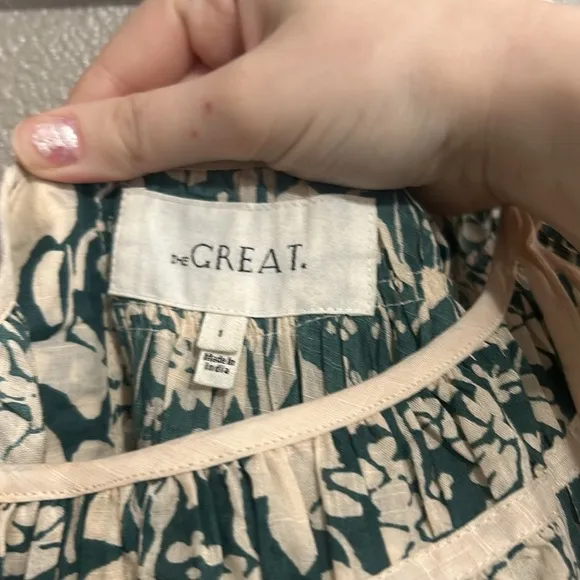 THE GREAT.
1
Made In
India